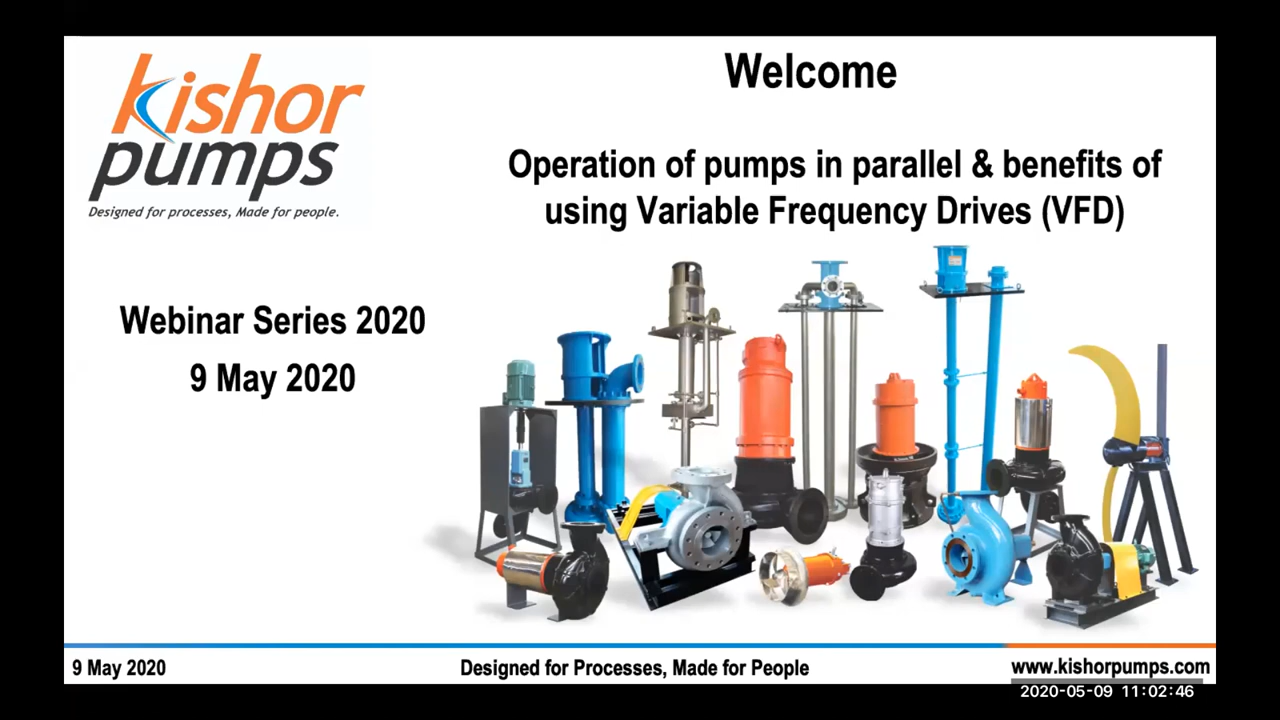 kishor
pumps
Designed for processes, Made for people.
Welcome
Operation of pumps in parallel & benefits of
using Variable Frequency Drives (VFD)
Webinar Series 2020
9 May 2020
9 May 2020
Designed for Processes, Made for People
www.kishorpumps.com
2020-05-09 11:02:46